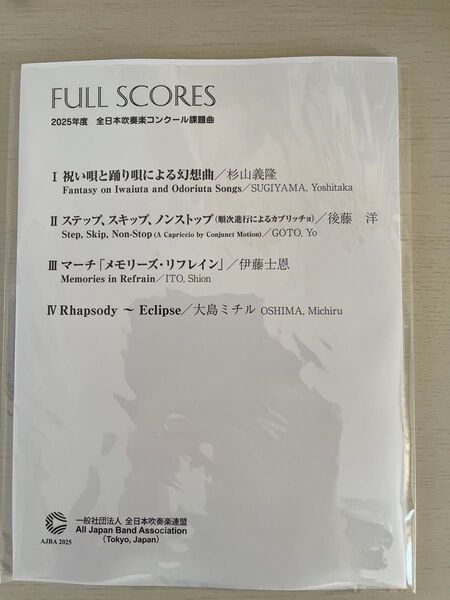 FULL SCORES
2025年度 全日本吹奏楽コンクール課題曲
I 祝い唄と踊り唄による幻想曲／杉山義隆
Fantasy on Iwaiuta and Odoriuta Songs／SUGIYAMA, Yoshitaka
II ステップ、スキップ、ノンストップ（順次進行によるカプリッチョ）／後藤 洋
Step, Skip, Non-Stop (A Capriccio by Conjunct Motion)／GOTO, Yo
III マーチ「メモリーズ・リフレイン」／伊藤士恩
Memories in Refrain／ITO, Shion
IV Rhapsody ～ Eclipse／大島ミチル OSHIMA, Michiru
一般社団法人 全日本吹奏楽連盟
All Japan Band Association
(Tokyo, Japan)
AJBA 2025